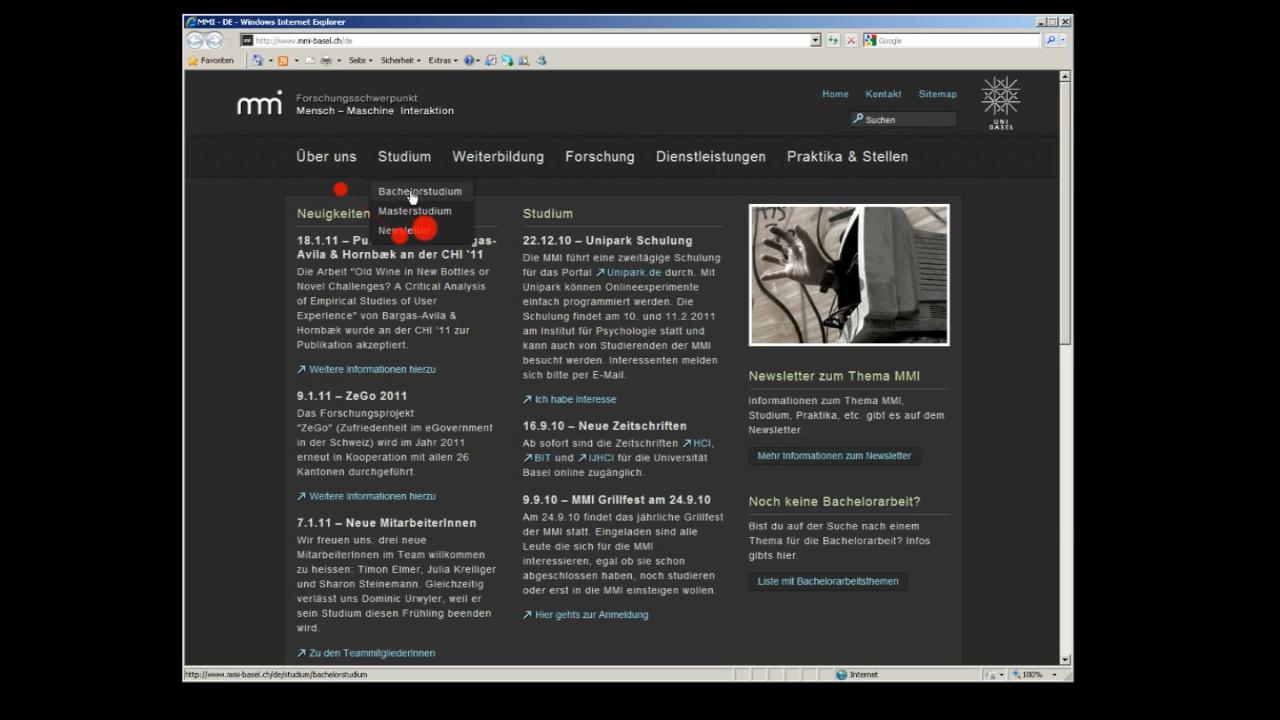 MMI - DE - Windows Internet Explorer
http://www.mmi-basel.ch/de
Google
Favoriten
Seite
Sicherheit
Extras
mmi
Forschungsschwerpunkt
Mensch – Maschine Interaktion
Home
Kontakt
Sitemap
Suchen
UNI
BASEL
Über uns
Studium
Weiterbildung
Forschung
Dienstleistungen
Praktika & Stellen
Bachelorstudium
Masterstudium
Newsletter
Neuigkeiten
18.1.11 –
Avila & Hornbæk an der CHI '11
Die Arbeit "Old Wine in New Bottles or
Novel Challenges? A Critical Analysis
of Empirical Studies of User
Experience" von Bargas-Avila &
Hornbæk wurde an der CHI '11 zur
Publikation akzeptiert.
Weitere Informationen hierzu
9.1.11 – ZeGo 2011
Das Forschungsprojekt
"ZeGo" (Zufriedenheit im eGovernment
in der Schweiz) wird im Jahr 2011
erneut in Kooperation mit allen 26
Kantonen durchgeführt.
Weitere Informationen hierzu
7.1.11 – Neue MitarbeiterInnen
Wir freuen uns, drei neue
MitarbeiterInnen im Team willkommen
zu heissen: Timon Elmer, Julia Kreiliger
und Sharon Steinemann. Gleichzeitig
verlässt uns Dominic Urwyler, weil er
sein Studium diesen Frühling beenden
wird.
Zu den TeammitgliederInnen
Studium
22.12.10 – Unipark Schulung
Die MMI führt eine zweitägige Schulung
für das Portal Unipark.de durch. Mit
Unipark können Onlineexperimente
einfach programmiert werden. Die
Schulung findet am 10. und 11.2.2011
am Institut für Psychologie statt und
kann auch von Studierenden der MMI
besucht werden. Interessenten melden
sich bitte per E-Mail.
Ich habe Interesse
16.9.10 – Neue Zeitschriften
Ab sofort sind die Zeitschriften HCI,
BIT und IJHCI für die Universität
Basel online zugänglich.
9.9.10 – MMI Grillfest am 24.9.10
Am 24.9.10 findet das jährliche Grillfest
der MMI statt. Eingeladen sind alle
Leute die sich für die MMI
interessieren, egal ob sie schon
abgeschlossen haben, noch studieren
oder erst in die MMI einsteigen wollen.
Hier gehts zur Anmeldung
Newsletter zum Thema MMI
Informationen zum Thema MMI,
Studium, Praktika, etc. gibt es auf dem
Newsletter.
Mehr Informationen zum Newsletter
Noch keine Bachelorarbeit?
Bist du auf der Suche nach einem
Thema für die Bachelorarbeit? Infos
gibts hier.
Liste mit Bachelorarbeitsthemen
http://www.mmi-basel.ch/de/studium/bachelorstudium
Internet
100%